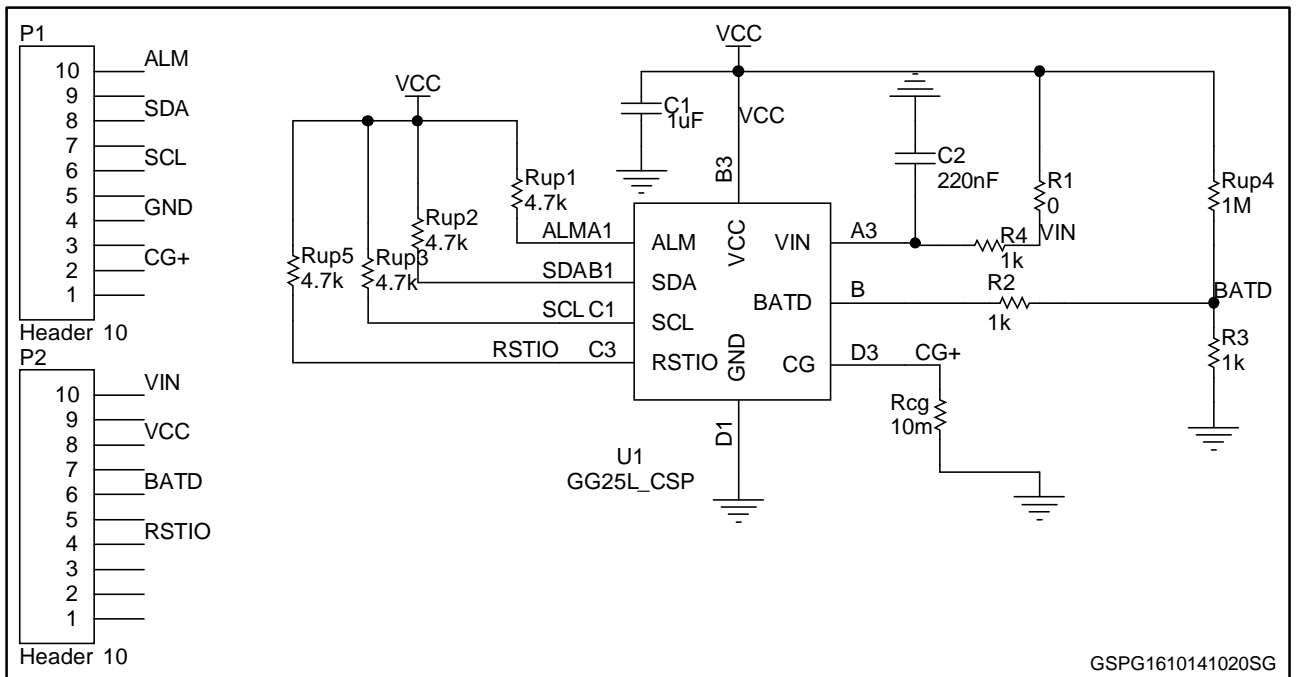 P1
10 ALM
9
8 SDA
7
6 SCL
5
4 GND
3
2 CG+
1
Header 10
P2
10 VIN
9
8 VCC
7
6 BATD
5
4 RSTIO
3
2
1
Header 10
VCC
Rup5
4.7k
Rup3
4.7k
Rup2
4.7k
Rup1
4.7k
VCC
C1
1uF
VCC
B3
C2
220nF
R1
0
VIN
Rup4
1M
ALMA1
SDAB1
SCL C1
RSTIO C3
ALM
SDA
SCL
RSTIO
VCC
GND
VIN
BATD
CG
A3
R4
1k
B
R2
1k
BATD
R3
1k
D3
CG+
Rcg
10m
D1
U1
GG25L_CSP
GSPG1610141020SG